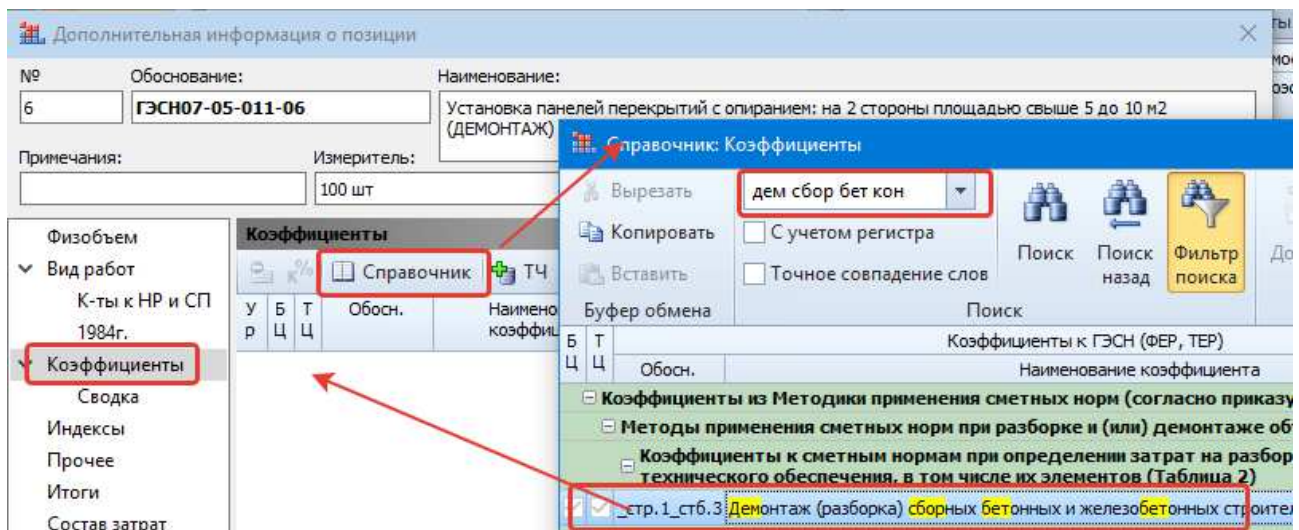 Дополнительная информация о позиции
№ Обоснование: Наименование:
6 ГЭСН07-05-011-06 Установка панелей перекрытий с опиранием: на 2 стороны площадью свыше 5 до 10 м2
(ДЕМОНТАЖ)
Примечания: Измеритель:
100 шт
Физобъем
Вид работ
К-ты к НР и СП
1984г.
Коэффициенты
Сводка
Индексы
Прочее
Итоги
Состав затрат
Коэффициенты
Справочник ТЧ
У Б Т Обосн. Наимено
р Ц Ц коэффиц
Справочник: Коэффициенты
Вырезать
Копировать
Вставить
Буфер обмена
дем сбор бет кон
С учетом регистра
Точное совпадение слов
Поиск
Поиск
назад
Фильтр
поиска
До
Поиск
Б Т Коэффициенты к ГЭСН (ФЕР, ТЕР)
Ц Ц Обосн. Наименование коэффициента
Коэффициенты из Методики применения сметных норм (согласно приказу
Методы применения сметных норм при разборке и (или) демонтаже об
Коэффициенты к сметным нормам при определении затрат на разбор
технического обеспечения, в том числе их элементов (Таблица 2)
_стр.1_стб.3 Демонтаж (разборка) сборных бетонных и железобетонных строител